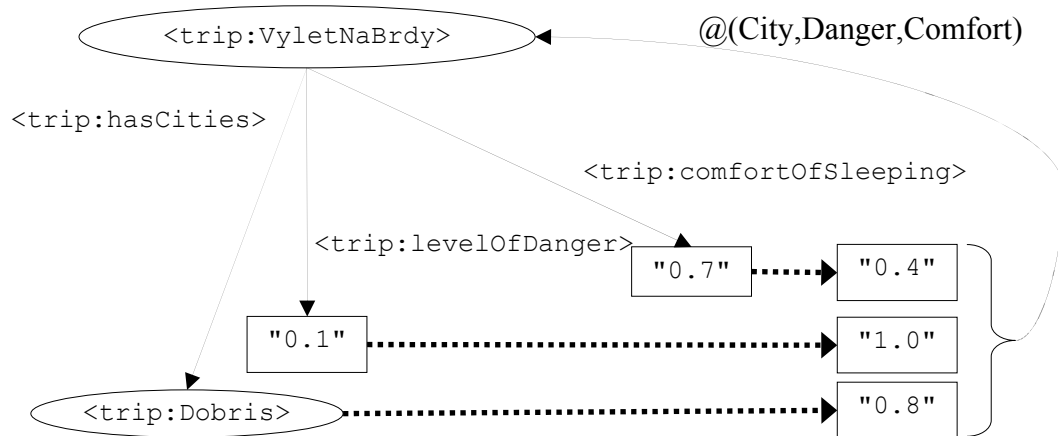 <trip:VyletNaBrdy>
@(City,Danger,Comfort)
<trip:hasCities>
<trip:comfortOfSleeping>
<trip:levelOfDanger>
"0.7"
"0.4"
"0.1"
"1.0"
<trip:Dobris>
"0.8"